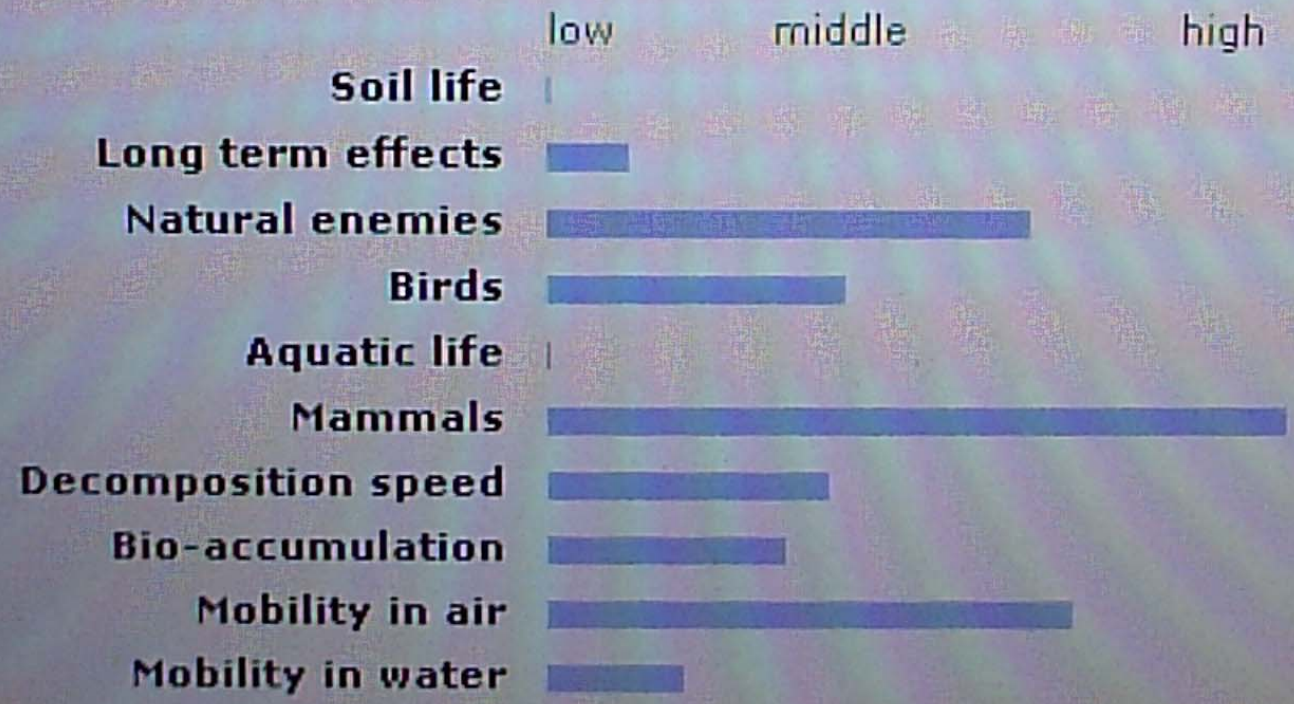 low middle high
Soil life
Long term effects
Natural enemies
Birds
Aquatic life
Mammals
Decomposition speed
Bio-accumulation
Mobility in air
Mobility in water